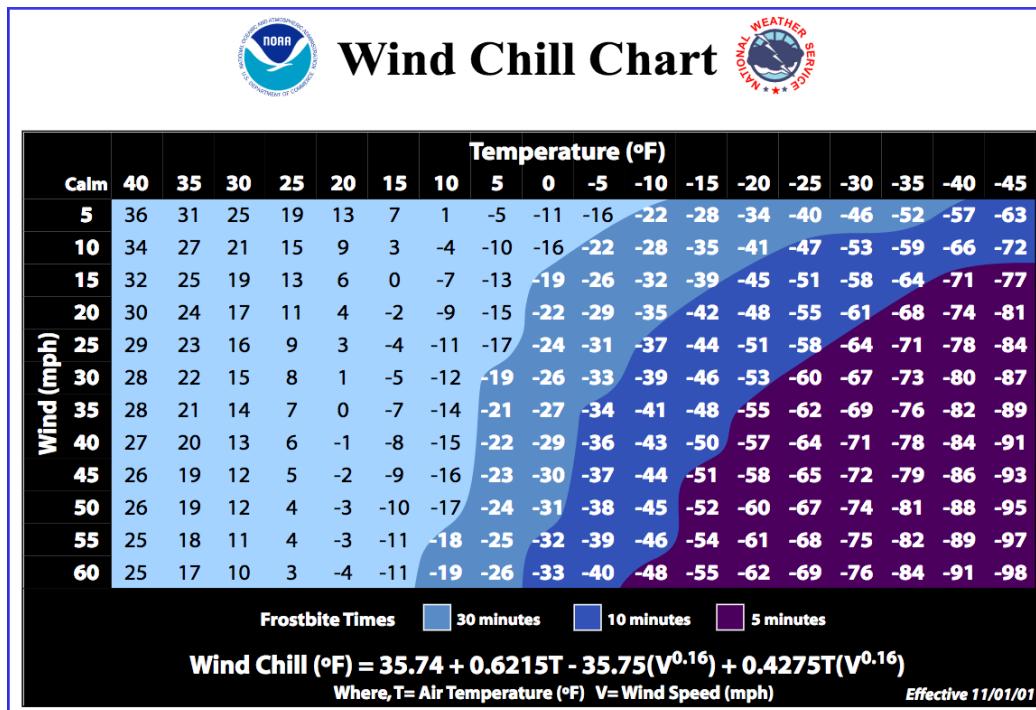 NATIONAL OCEANIC AND ATMOSPHERIC ADMINISTRATION
NOAA
U.S. DEPARTMENT OF COMMERCE
Wind Chill Chart
NATIONAL WEATHER SERVICE
Temperature (ºF)
Calm 40 35 30 25 20 15 10 5 0 -5 -10 -15 -20 -25 -30 -35 -40 -45
Wind (mph)
5 36 31 25 19 13 7 1 -5 -11 -16 -22 -28 -34 -40 -46 -52 -57 -63
10 34 27 21 15 9 3 -4 -10 -16 -22 -28 -35 -41 -47 -53 -59 -66 -72
15 32 25 19 13 6 0 -7 -13 -19 -26 -32 -39 -45 -51 -58 -64 -71 -77
20 30 24 17 11 4 -2 -9 -15 -22 -29 -35 -42 -48 -55 -61 -68 -74 -81
25 29 23 16 9 3 -4 -11 -17 -24 -31 -37 -44 -51 -58 -64 -71 -78 -84
30 28 22 15 8 1 -5 -12 -19 -26 -33 -39 -46 -53 -60 -67 -73 -80 -87
35 28 21 14 7 0 -7 -14 -21 -27 -34 -41 -48 -55 -62 -69 -76 -82 -89
40 27 20 13 6 -1 -8 -15 -22 -29 -36 -43 -50 -57 -64 -71 -78 -84 -91
45 26 19 12 5 -2 -9 -16 -23 -30 -37 -44 -51 -58 -65 -72 -79 -86 -93
50 26 19 12 4 -3 -10 -17 -24 -31 -38 -45 -52 -60 -67 -74 -81 -88 -95
55 25 18 11 4 -3 -11 -18 -25 -32 -39 -46 -54 -61 -68 -75 -82 -89 -97
60 25 17 10 3 -4 -11 -19 -26 -33 -40 -48 -55 -62 -69 -76 -84 -91 -98
Frostbite Times 30 minutes 10 minutes 5 minutes
Wind Chill (ºF) = 35.74 + 0.6215T - 35.75(V^0.16) + 0.4275T(V^0.16)
Where, T= Air Temperature (ºF) V= Wind Speed (mph) Effective 11/01/01